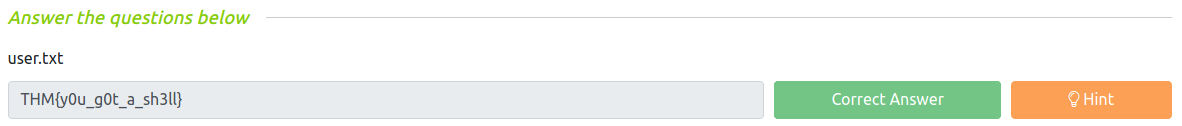 Answer the questions below
user.txt
THM{y0u_g0t_a_sh3ll}
Correct Answer
Hint